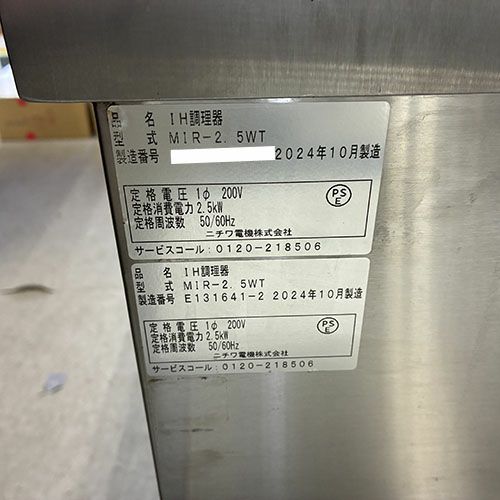 品 名 IH調理器
型 式 MIR-2.5WT
製造番号 2024年10月製造
定格電圧 1φ 200V
定格消費電力 2.5kW
定格周波数 50/60Hz
PS
E
ニチワ電機株式会社
サービスコール:0120-218506
品 名 IH調理器
型 式 MIR-2.5WT
製造番号 E131641-2 2024年10月製造
定格電圧 1φ 200V
定格消費電力 2.5kW
定格周波数 50/60Hz
PS
E
ニチワ電機株式会社
サービスコール:0120-218506